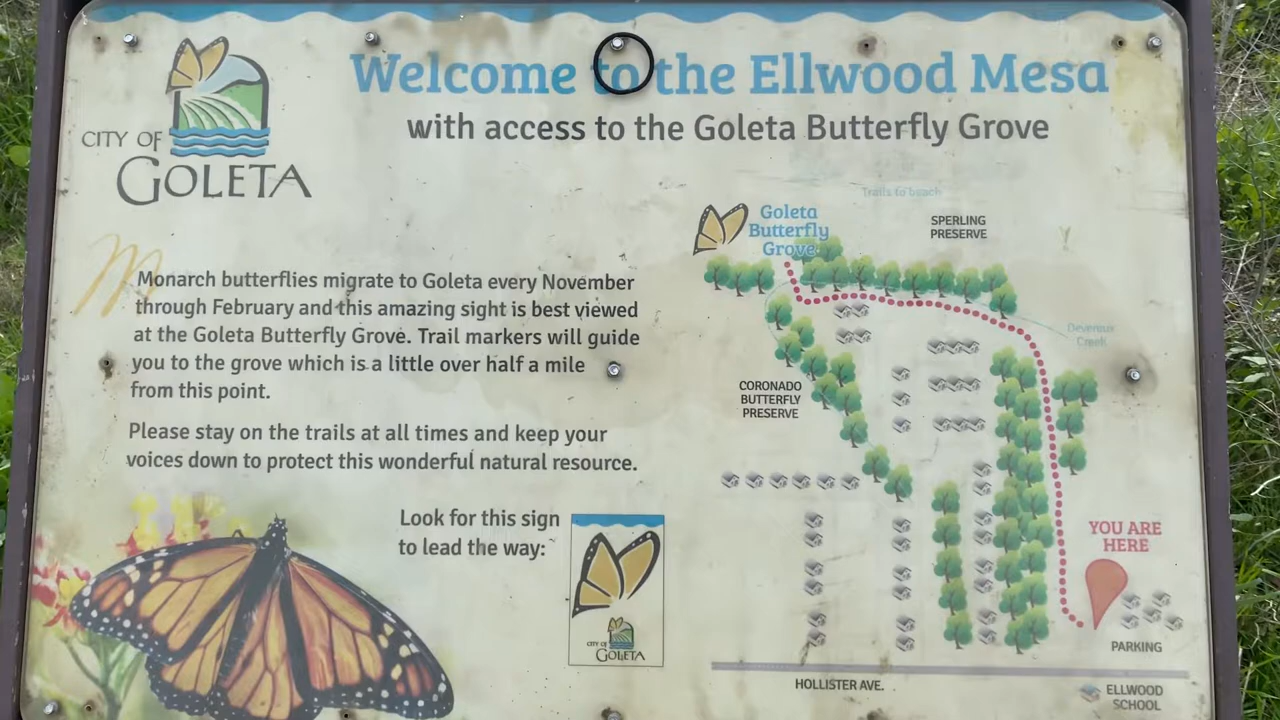 Welcome to the Ellwood Mesa
with access to the Goleta Butterfly Grove
CITY OF
GOLETA
Monarch butterflies migrate to Goleta every November
through February and this amazing sight is best viewed
at the Goleta Butterfly Grove. Trail markers will guide
you to the grove which is a little over half a mile
from this point.
Please stay on the trails at all times and keep your
voices down to protect this wonderful natural resource.
Look for this sign
to lead the way:
CITY OF
GOLETA
Trails to beach
Goleta
Butterfly
Grove
SPERLING
PRESERVE
Devereux
Creek
CORONADO
BUTTERFLY
PRESERVE
YOU ARE
HERE
PARKING
HOLLISTER AVE.
ELLWOOD
SCHOOL